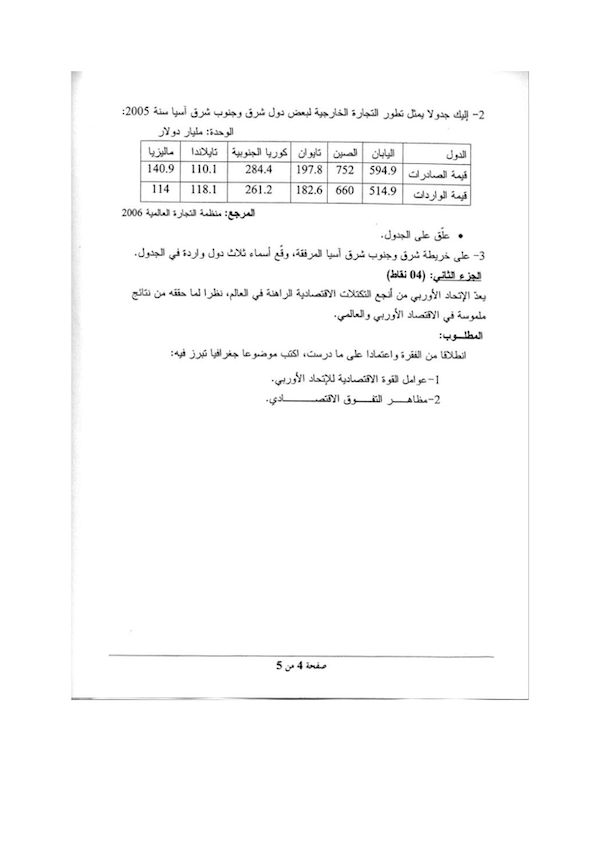 2- إليك جدولا يمثل تطور التجارة الخارجية لبعض دول شرق وجنوب شرق آسيا سنة 2005:
الوحدة: مليار دولار
الدول اليابان الصين تايوان كوريا الجنوبية تايلاندا ماليزيا
قيمة الصادرات 594.9 752 197.8 284.4 110.1 140.9
قيمة الواردات 514.9 660 182.6 261.2 118.1 114
المرجع: منظمة التجارة العالمية 2006
• علّق على الجدول.
3- على خريطة شرق وجنوب شرق آسيا المرفقة، وقّع أسماء ثلاث دول واردة في الجدول.
الجزء الثاني: (04 نقاط)
يعدّ الإتحاد الأوربي من أنجع التكتلات الاقتصادية الراهنة في العالم، نظرا لما حققه من نتائج
ملموسة في الاقتصاد الأوربي والعالمي.
المطلــوب:
انطلاقا من الفقرة واعتمادا على ما درست، اكتب موضوعا جغرافيا تبرز فيه:
1-عوامل القوة الاقتصادية للإتحاد الأوربي.
2-مظاهـــر التفـــوق الاقتصـــــــادي.
صفحة 4 من 5